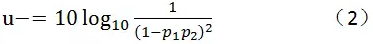 u−= 10 log₁₀ 1/(1−p₁p₂)² （2）